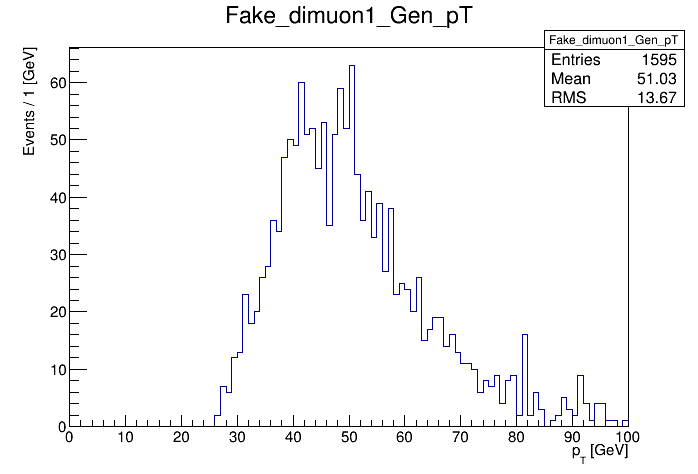 Fake_dimuon1_Gen_pT
Fake_dimuon1_Gen_pT
Entries 1595
Mean 51.03
RMS 13.67
Events / 1 [GeV]
60
50
40
30
20
10
0
0 10 20 30 40 50 60 70 80 90 100
p_T [GeV]